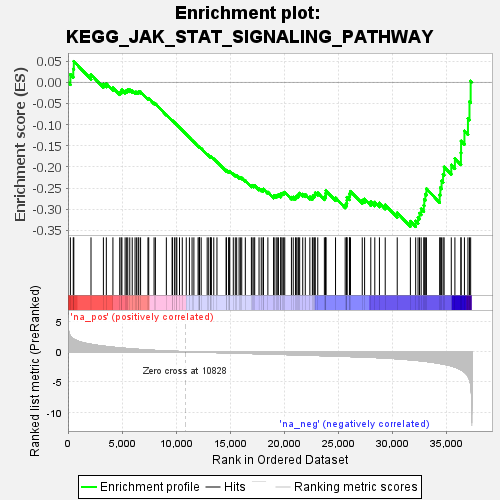 Enrichment plot:
KEGG_JAK_STAT_SIGNALING_PATHWAY
Enrichment score (ES)
0.05
0.00
-0.05
-0.10
-0.15
-0.20
-0.25
-0.30
-0.35
'na_pos' (positively correlated)
Ranked list metric (PreRanked)
5
0
-5
-10
Zero cross at 10828
'na_neg' (negatively correlated)
0
5,000
10,000
15,000
20,000
25,000
30,000
35,000
Rank in Ordered Dataset
Enrichment profile
Hits
Ranking metric scores